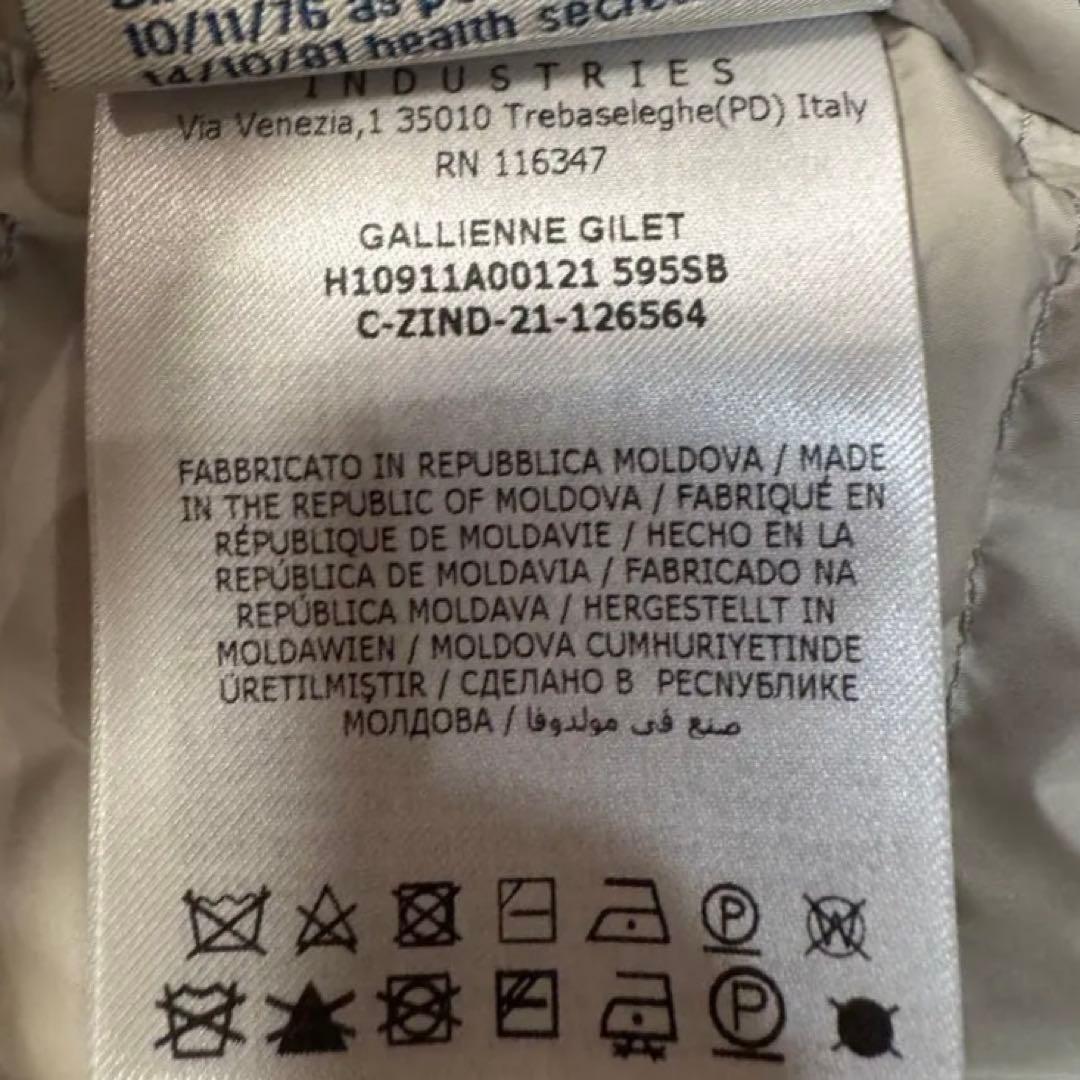 10/11/76 as
14/10/81 health
INDUSTRIES
Via Venezia,1 35010 Trebaseleghe(PD) Italy
RN 116347
GALLIENNE GILET
H10911A00121 595SB
C-ZIND-21-126564
FABBRICATO IN REPUBBLICA MOLDOVA / MADE
IN THE REPUBLIC OF MOLDOVA / FABRIQUÉ EN
RÉPUBLIQUE DE MOLDAVIE / HECHO EN LA
REPÚBLICA DE MOLDAVIA / FABRICADO NA
REPÚBLICA MOLDAVA / HERGESTELLT IN
MOLDAWIEN / MOLDOVA CUMHURIYETINDE
ÜRETILMIŞTIR / СДЕЛАНО В РЕСПУБЛИКЕ
МОЛДОВА / صنع فى مولدوفا
P W
P